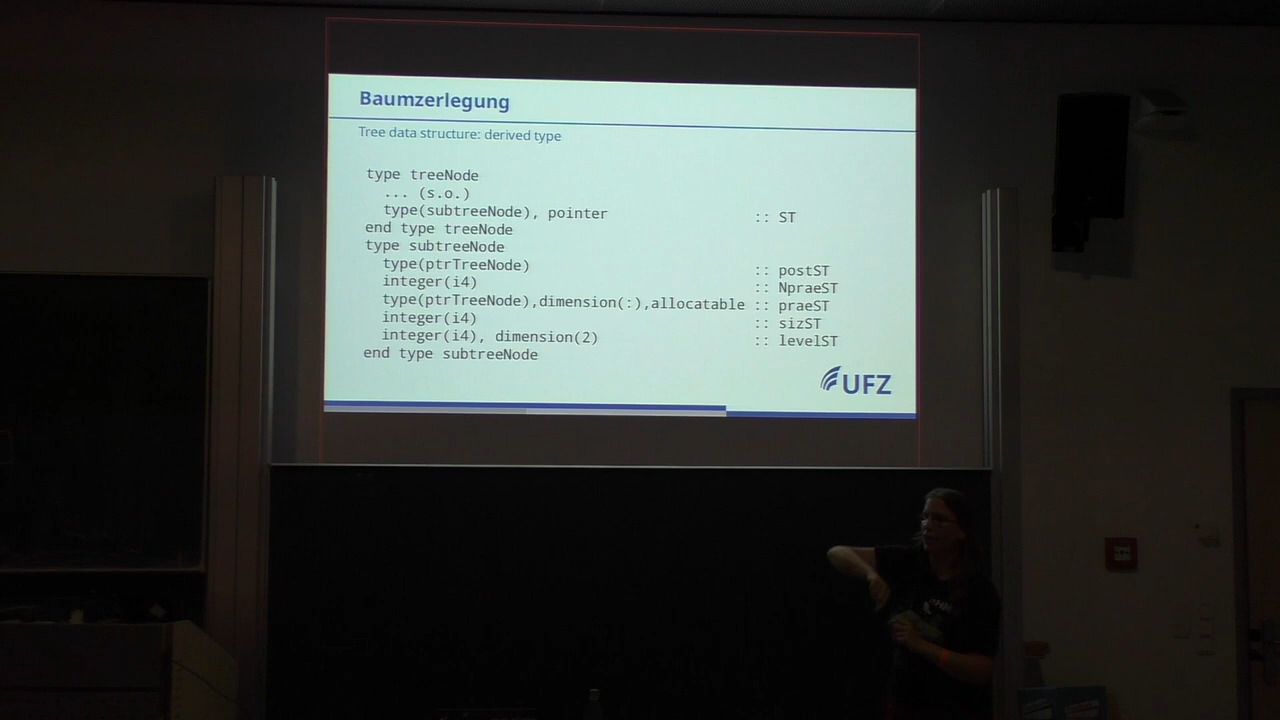 Baumzerlegung
Tree data structure: derived type
type treeNode
... (s.o.)
type(subtreeNode), pointer :: ST
end type treeNode
type subtreeNode
type(ptrTreeNode) :: postST
integer(i4) :: NpraeST
type(ptrTreeNode),dimension(:),allocatable :: praeST
integer(i4) :: sizST
integer(i4), dimension(2) :: levelST
end type subtreeNode
UFZ